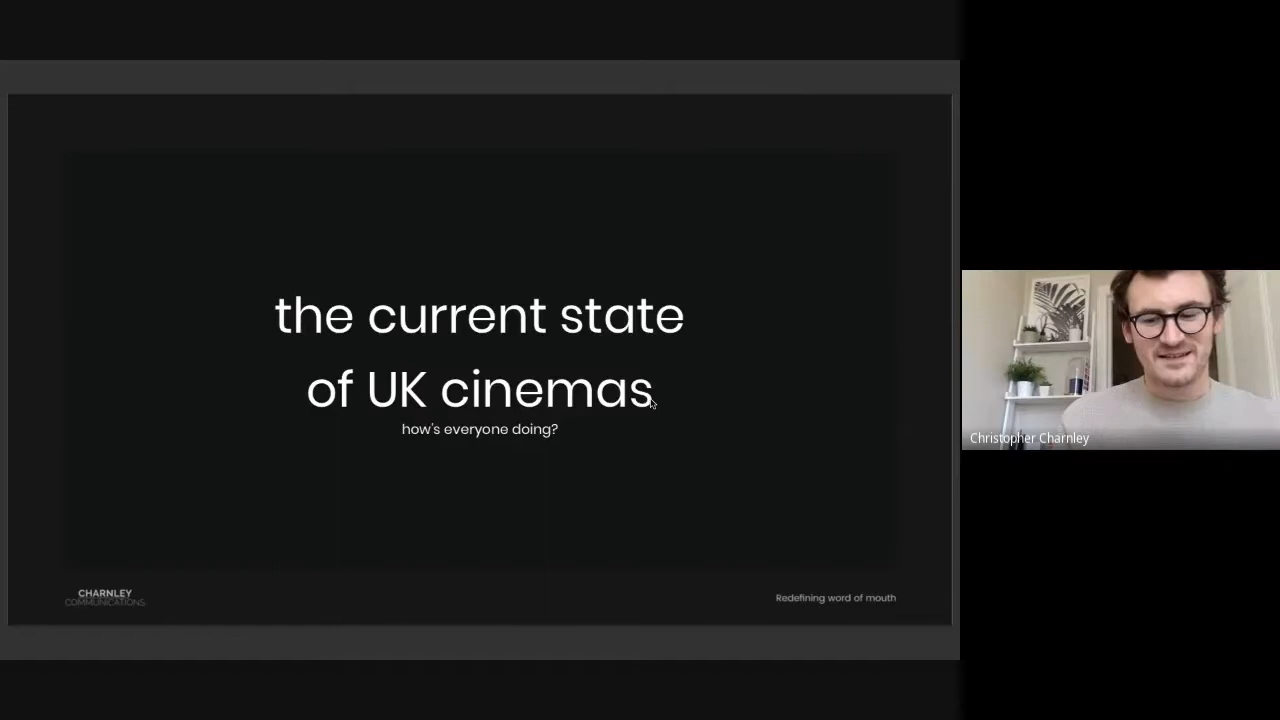 the current state
of UK cinemas
how's everyone doing?
CHARNLEY
COMMUNICATIONS
Redefining word of mouth
Christopher Charnley